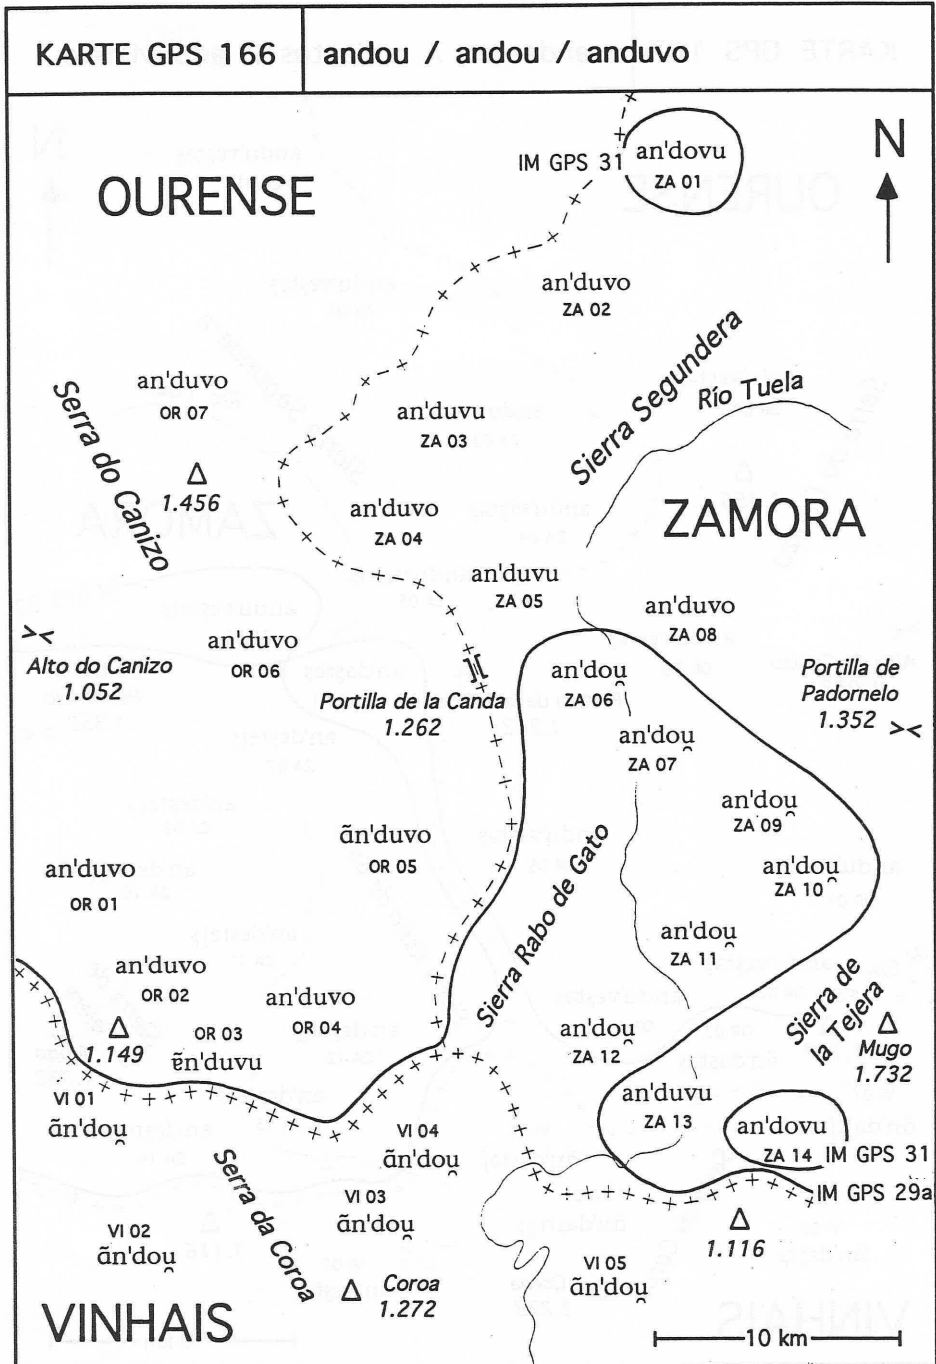 KARTE GPS 166
andou / andou / anduvo
N
OURENSE
IM GPS 31
an'dovu
ZA 01
an'duvo
ZA 02
Sierra Segundera
Río Tuela
an'duvo
OR 07
an'duvu
ZA 03
Serra do Canizo
1.456
an'duvo
ZA 04
ZAMORA
an'duvu
ZA 05
an'duvo
ZA 08
an'duvo
OR 06
Alto do Canizo
1.052
Portilla de la Canda
1.262
an'dou̯
ZA 06
Portilla de
Padornelo
1.352
an'dou̯
ZA 07
an'dou̯
ZA 09
ãn'duvo
OR 05
an'duvo
OR 01
Sierra Rabo de Gato
an'dou̯
ZA 10
an'dou̯
ZA 11
an'duvo
OR 02
an'duvo
OR 04
OR 03
ɐ̃n'duvu
1.149
an'dou̯
ZA 12
Sierra de
la Tejera
Mugo
1.732
VI 01
ãn'dou̯
an'duvu
ZA 13
an'dovu
ZA 14
IM GPS 31
VI 04
ãn'dou̯
IM GPS 29a
VI 03
ãn'dou̯
VI 02
ãn'dou̯
Serra da Coroa
1.116
VI 05
ãn'dou̯
Coroa
1.272
VINHAIS
10 km